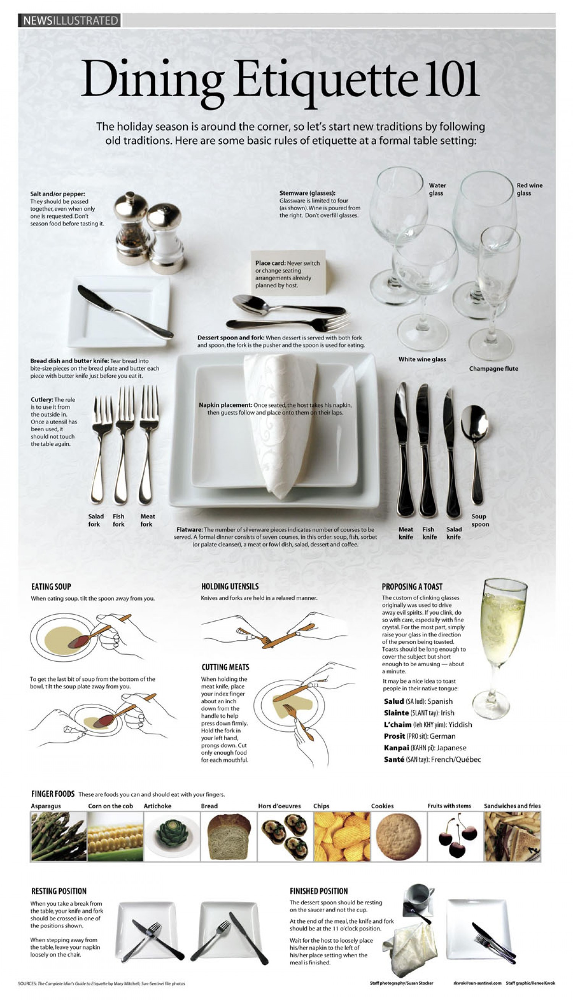 NEWSILLUSTRATED
Dining Etiquette 101
The holiday season is around the corner, so let's start new traditions by following
old traditions. Here are some basic rules of etiquette at a formal table setting:
Salt and/or pepper:
They should be passed
together, even when only
one is requested. Don't
season food before tasting it.
Stemware (glasses):
Glassware is limited to four
(as shown). Wine is poured from
the right. Don't overfill glasses.
Water
glass
Red wine
glass
Place card: Never switch
or change seating
arrangements already
planned by host.
Dessert spoon and fork: When dessert is served with both fork
and spoon, the fork is the pusher and the spoon is used for eating.
White wine glass
Champagne flute
Bread dish and butter knife: Tear bread into
bite-size pieces on the bread plate and butter each
piece with butter knife just before you eat it.
Cutlery: The rule
is to use it from
the outside in.
Once a utensil has
been used, it
should not touch
the table again.
Napkin placement: Once seated, the host takes his napkin,
then guests follow and place onto them on their laps.
Salad
fork
Fish
fork
Meat
fork
Flatware: The number of silverware pieces indicates number of courses to be
served. A formal dinner consists of seven courses, in this order: soup, fish, sorbet
(or palate cleanser), a meat or fowl dish, salad, dessert and coffee.
Meat
knife
Fish
knife
Salad
knife
Soup
spoon
EATING SOUP
When eating soup, tilt the spoon away from you.
To get the last bit of soup from the bottom of the
bowl, tilt the soup plate away from you.
HOLDING UTENSILS
Knives and forks are held in a relaxed manner.
CUTTING MEATS
When holding the
meat knife, place
your index finger
about an inch
down from the
handle to help
press down firmly.
Hold the fork in
your left hand,
prongs down. Cut
only enough food
for each mouthful.
PROPOSING A TOAST
The custom of clinking glasses
originally was used to drive
away evil spirits. If you clink, do
so with care, especially with fine
crystal. For the most part, simply
raise your glass in the direction
of the person being toasted.
Toasts should be long enough to
cover the subject but short
enough to be amusing — about
a minute.
It may be a nice idea to toast
people in their native tongue:
Salud (SA lud): Spanish
Slainte (SLANT tay): Irish
L'chaim (leh KHY yim): Yiddish
Prosit (PRO sit): German
Kanpai (KAHN pi): Japanese
Santé (SAN tay): French/Québec
FINGER FOODS These are foods you can and should eat with your fingers.
Asparagus
Corn on the cob
Artichoke
Bread
Hors d'oeuvres
Chips
Cookies
Fruits with stems
Sandwiches and fries
RESTING POSITION
When you take a break from
the table, your knife and fork
should be crossed in one of
the positions shown.
When stepping away from
the table, leave your napkin
loosely on the chair.
FINISHED POSITION
The dessert spoon should be resting
on the saucer and not the cup.
At the end of the meal, the knife and fork
should be at the 11 o'clock position.
Wait for the host to loosely place
his/her napkin to the left of
his/her place setting when the
meal is finished.
SOURCES: The Complete Idiot's Guide to Etiquette by Mary Mitchell; Sun-Sentinel file photos
Staff photography/Susan Stocker
rkwok@sun-sentinel.com Staff graphic/Renee Kwok